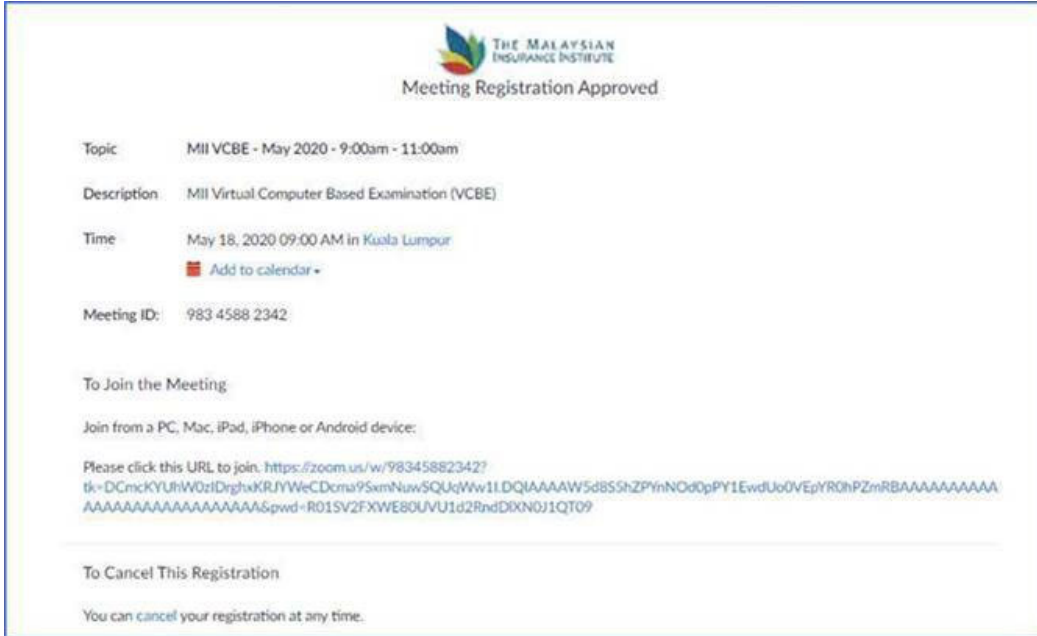 THE MALAYSIAN
INSURANCE INSTITUTE
Meeting Registration Approved
Topic MII VCBE - May 2020 - 9:00am - 11:00am
Description MII Virtual Computer Based Examination (VCBE)
Time May 18, 2020 09:00 AM in Kuala Lumpur
Add to calendar
Meeting ID: 983 4588 2342
To Join the Meeting
Join from a PC, Mac, iPad, iPhone or Android device:
Please click this URL to join. https://zoom.us/w/98345882342?
To Cancel This Registration
You can cancel your registration at any time.